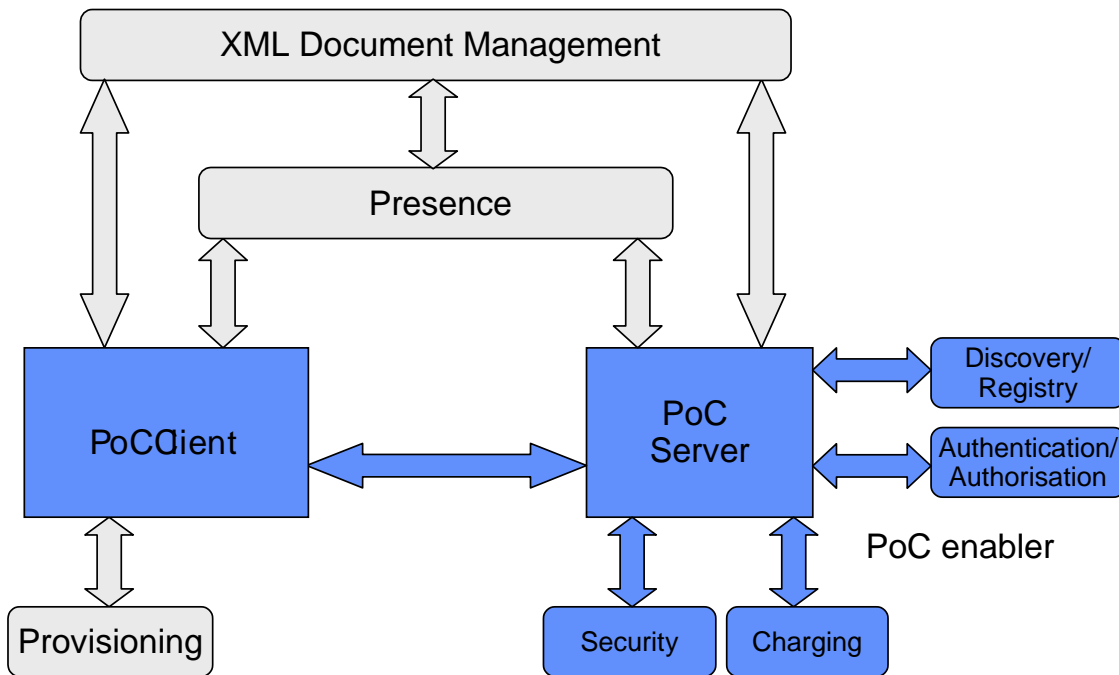 XML Document Management
Presence
Discovery/
Registry
PoC
Server
PoCClient
Authentication/
Authorisation
PoC enabler
Provisioning
Security
Charging